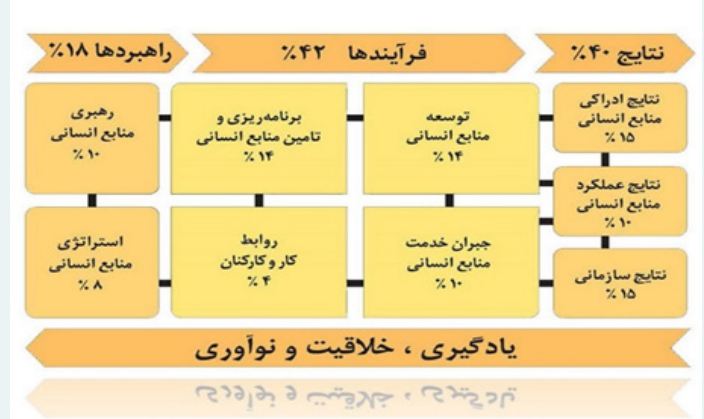 راهبردها ۱۸٪
فرآیندها ۴۲٪
نتایج ۴۰٪
رهبری
منابع انسانی
۱۰ ٪
برنامه‌ریزی و
تامین منابع انسانی
۱۴ ٪
توسعه
منابع انسانی
۱۴ ٪
نتایج ادراکی
منابع انسانی
۱۵ ٪
نتایج عملکرد
منابع انسانی
۱۰ ٪
استراتژی
منابع انسانی
۸ ٪
روابط
کار و کارکنان
۴ ٪
جبران خدمت
منابع انسانی
۱۰ ٪
نتایج سازمانی
۱۵ ٪
یادگیری ، خلاقیت و نوآوری